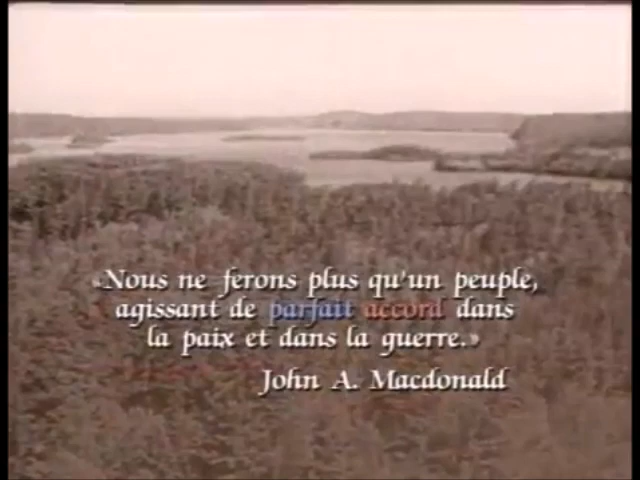 «Nous ne ferons plus qu'un peuple,
agissant de parfait accord dans
la paix et dans la guerre.»
John A. Macdonald